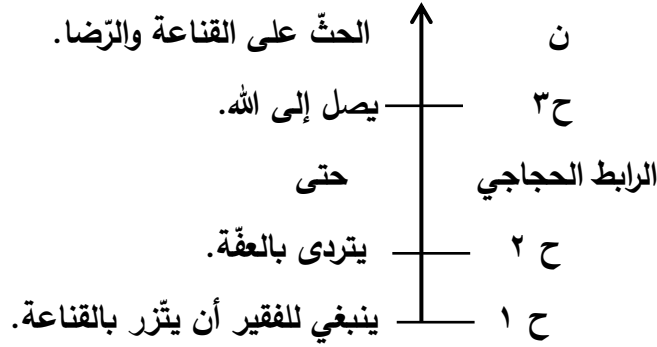 ن الحثّ على القناعة والرّضا.
ح٣ يصل إلى الله.
الرابط الحجاجي حتى
ح ٢ يتردى بالعفّة.
ح ١ ينبغي للفقير أن يتّزر بالقناعة.